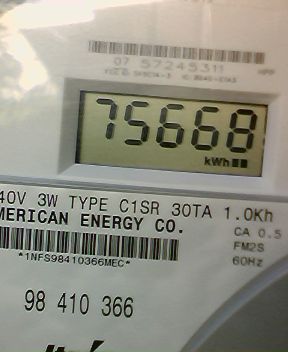 07 57245311
75668
kWh
40V 3W TYPE C1SR 30TA 1.0Kh
MERICAN ENERGY CO.
CA 0.5
FM2S
60Hz
*1NFS98410366MEC*
98 410 366